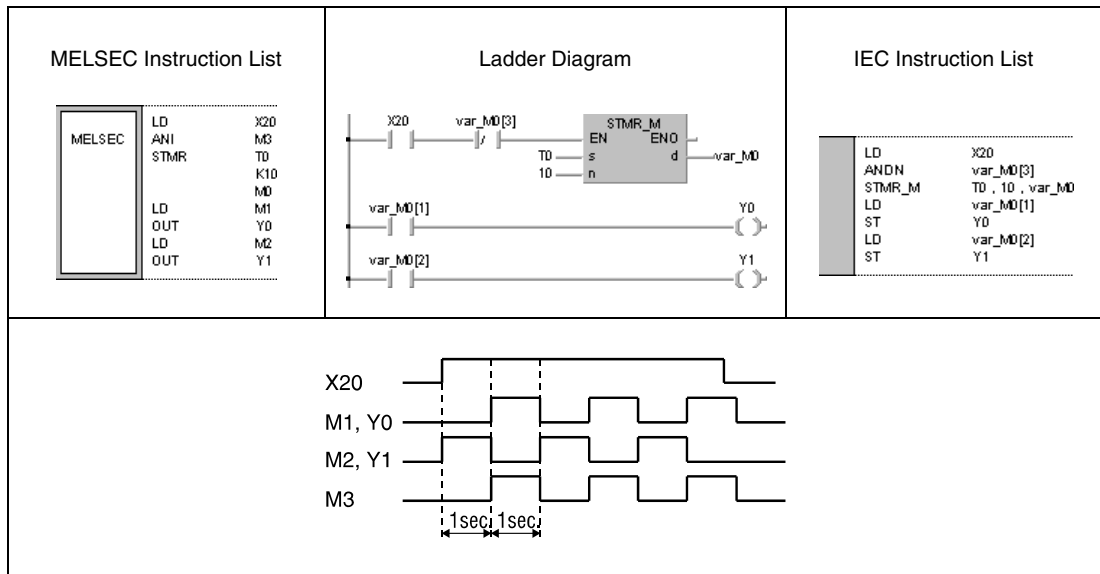 MELSEC Instruction List
MELSEC
LD X20
ANI M3
STMR T0
K10
M0
LD M1
OUT Y0
LD M2
OUT Y1
Ladder Diagram
X20 var_M0[3] STMR_M
EN ENO
T0 s d var_M0
10 n
var_M0[1] Y0
var_M0[2] Y1
IEC Instruction List
LD X20
ANDN var_M0[3]
STMR_M T0 , 10 , var_M0
LD var_M0[1]
ST Y0
LD var_M0[2]
ST Y1
X20
M1, Y0
M2, Y1
M3
1sec. 1sec.